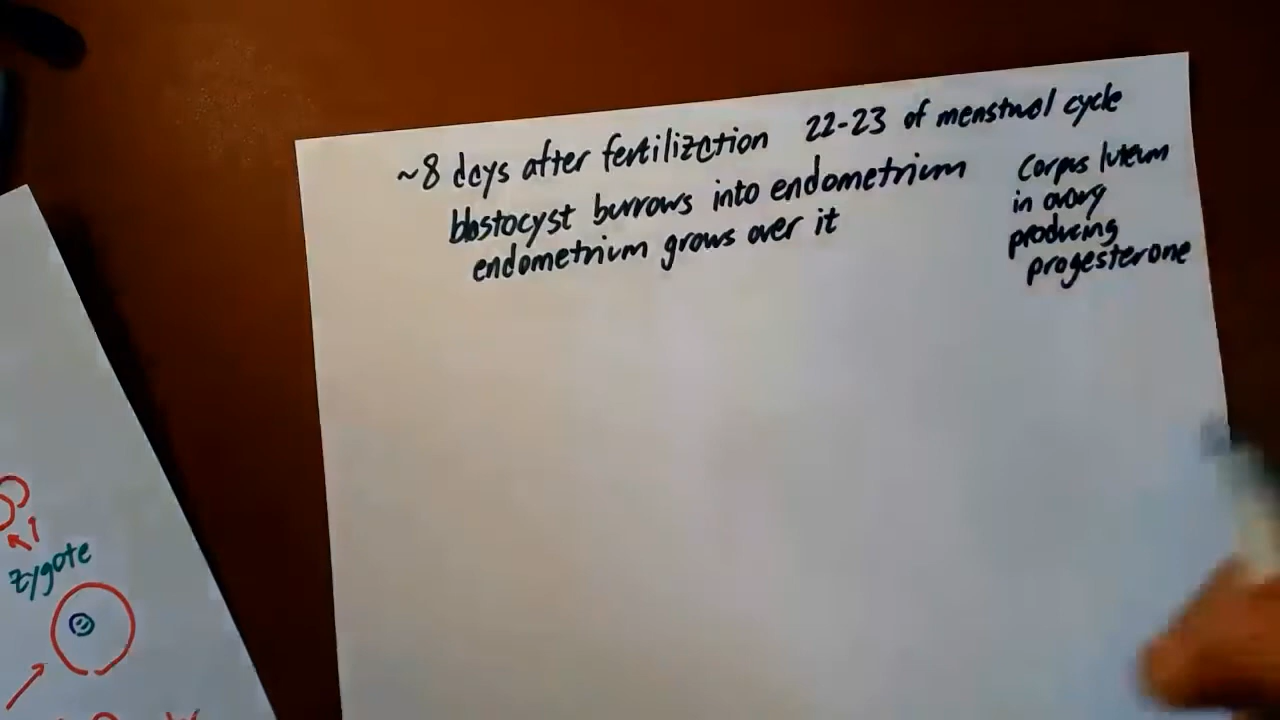 ~8 days after fertilization 22-23 of menstrual cycle
blastocyst burrows into endometrium
endometrium grows over it
Corpus luteum
in ovary
producing
progesterone
zygote